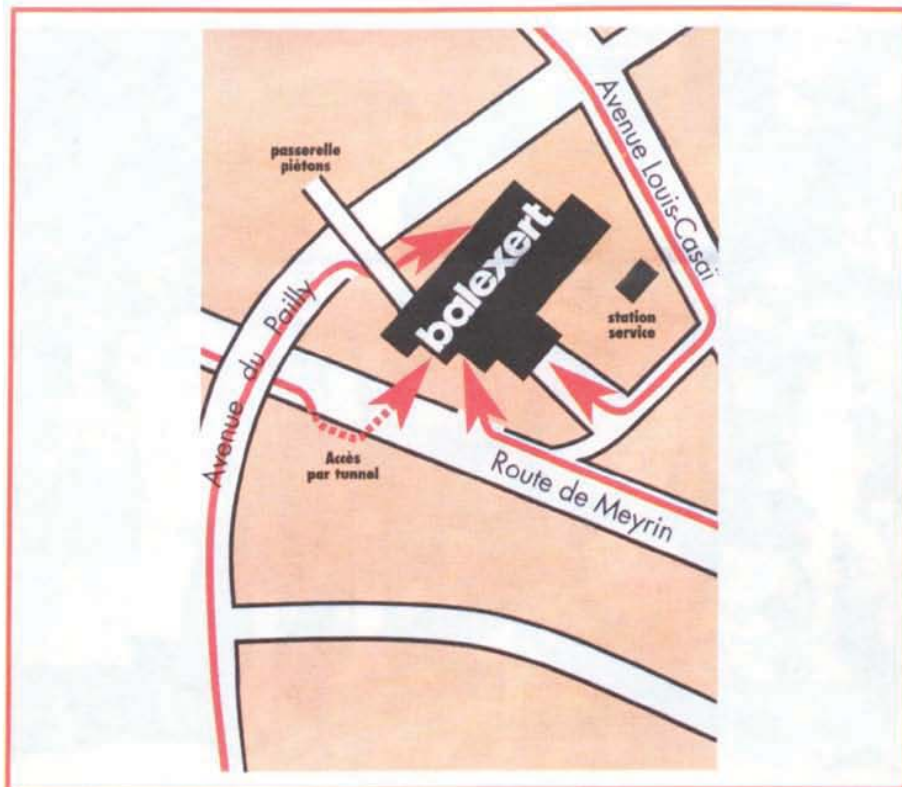 passerelle
piétons
Avenue Louis-Casaï
balexert
station
service
Avenue du Pailly
Accès
par tunnel
Route de Meyrin